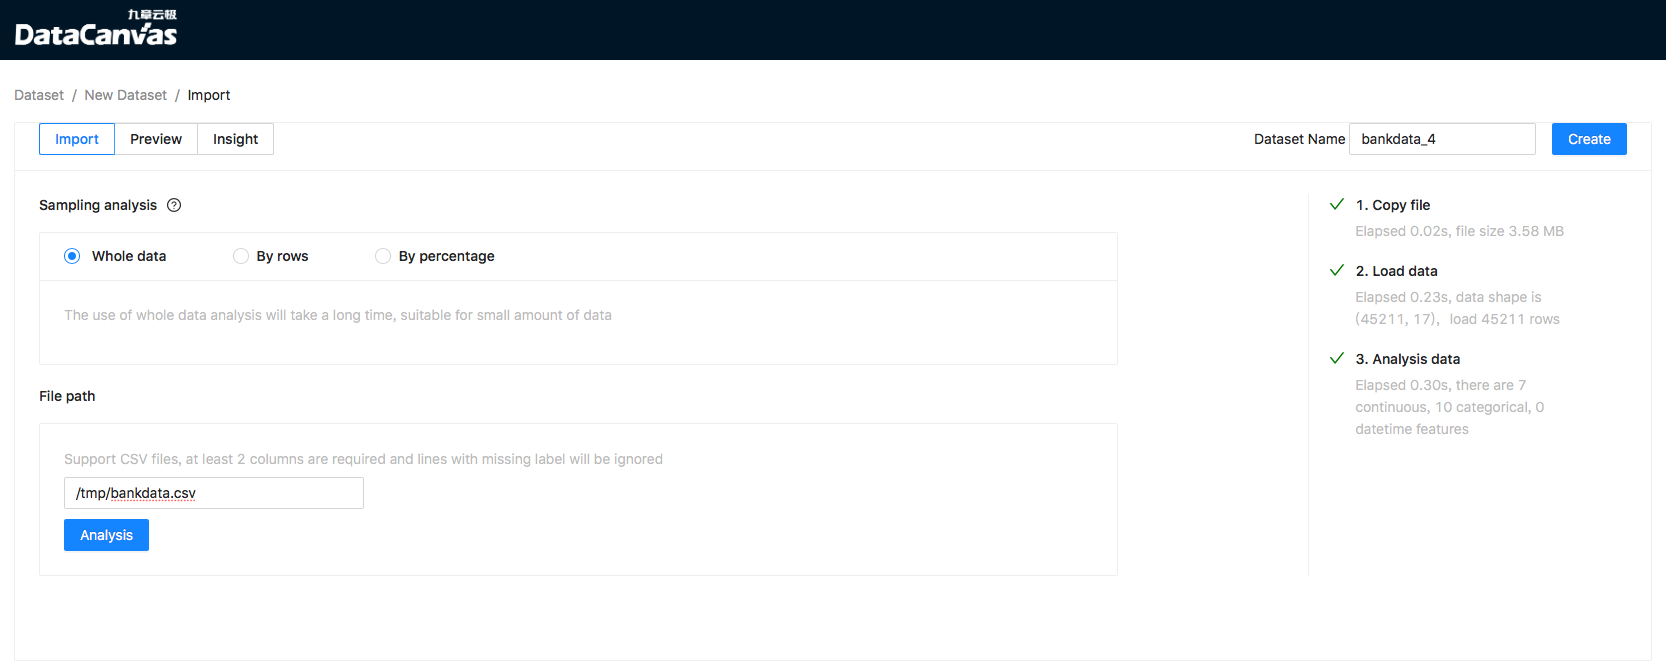 九章云极
DataCanvas
Dataset / New Dataset / Import
Import Preview Insight
Dataset Name bankdata_4 Create
Sampling analysis ?
Whole data By rows By percentage
The use of whole data analysis will take a long time, suitable for small amount of data
File path
Support CSV files, at least 2 columns are required and lines with missing label will be ignored
/tmp/bankdata.csv
Analysis
1. Copy file
Elapsed 0.02s, file size 3.58 MB
2. Load data
Elapsed 0.23s, data shape is
(45211, 17)， load 45211 rows
3. Analysis data
Elapsed 0.30s, there are 7
continuous, 10 categorical, 0
datetime features